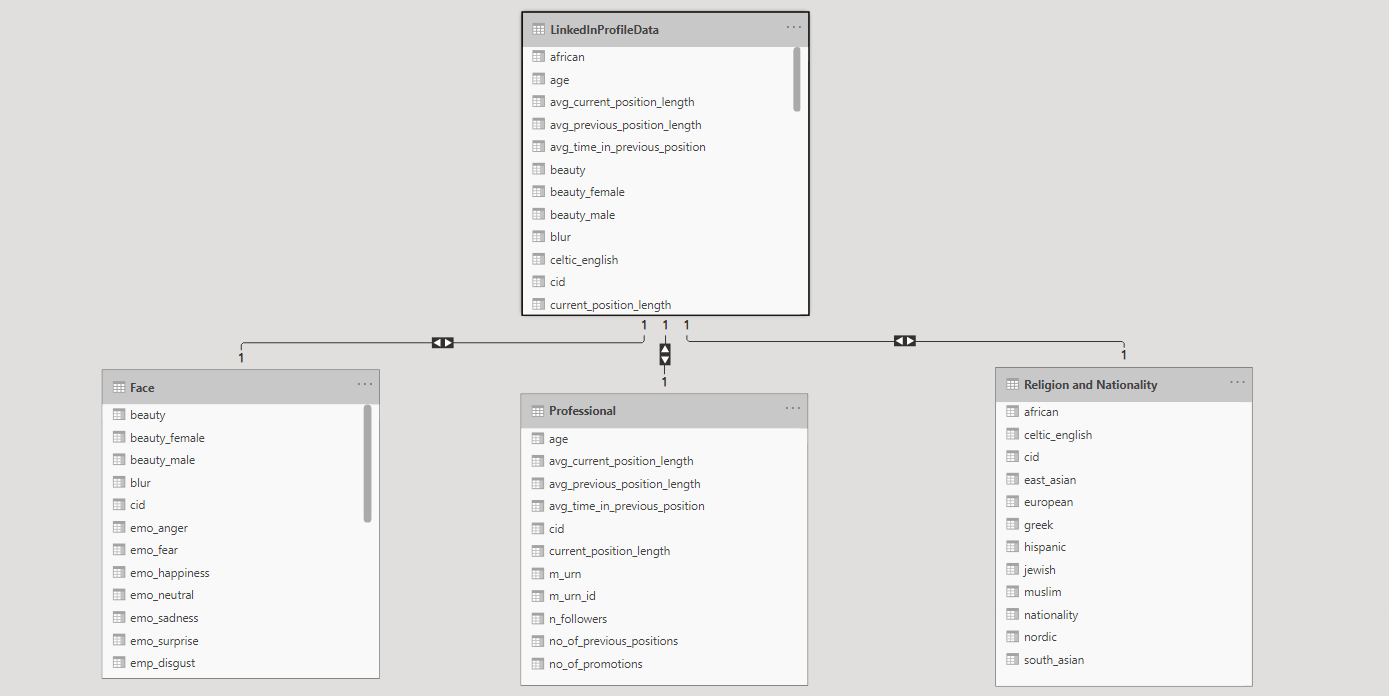 LinkedInProfileData
african
age
avg_current_position_length
avg_previous_position_length
avg_time_in_previous_position
beauty
beauty_female
beauty_male
blur
celtic_english
cid
current_position_length
1 1 1
1
1
1
Face
beauty
beauty_female
beauty_male
blur
cid
emo_anger
emo_fear
emo_happiness
emo_neutral
emo_sadness
emo_surprise
emp_disgust
Professional
age
avg_current_position_length
avg_previous_position_length
avg_time_in_previous_position
cid
current_position_length
m_urn
m_urn_id
n_followers
no_of_previous_positions
no_of_promotions
Religion and Nationality
african
celtic_english
cid
east_asian
european
greek
hispanic
jewish
muslim
nationality
nordic
south_asian